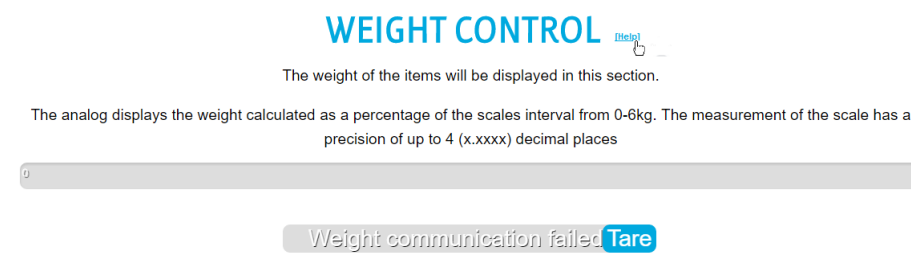 WEIGHT CONTROL [Help]
The weight of the items will be displayed in this section.
The analog displays the weight calculated as a percentage of the scales interval from 0-6kg. The measurement of the scale has a
precision of up to 4 (x.xxxx) decimal places
0
Weight communication failed Tare